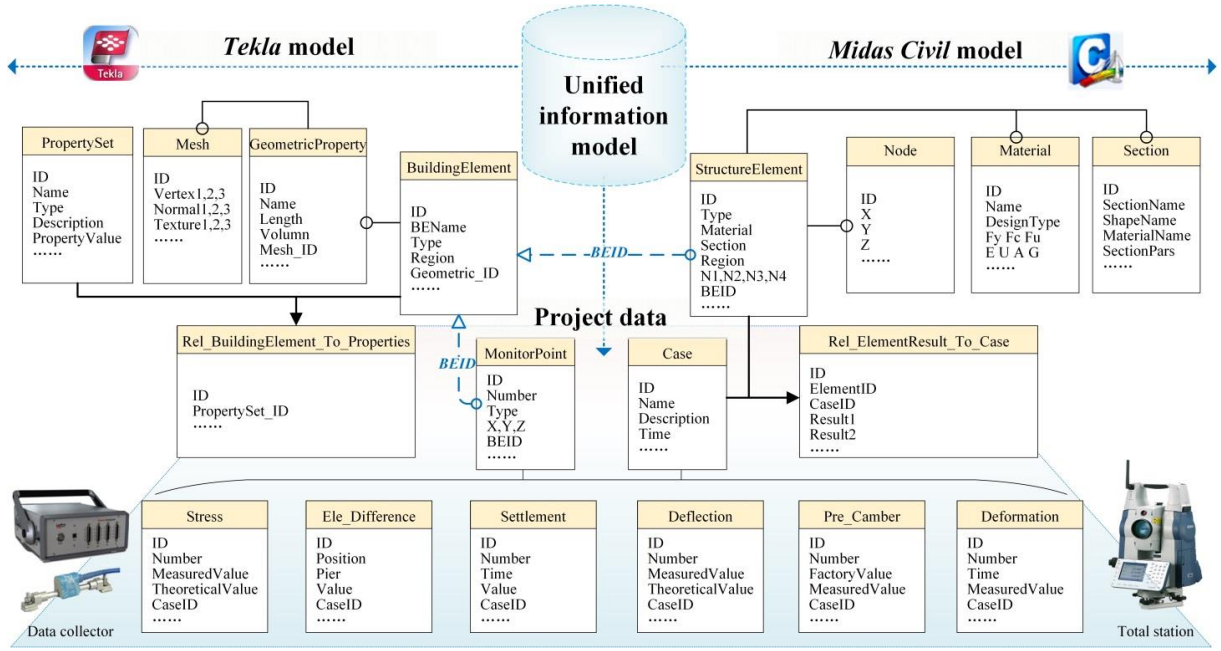 Tekla model
Midas Civil model
Tekla
C
Unified
information
model
PropertySet
ID
Name
Type
Description
PropertyValue
……
Mesh
ID
Vertex1,2,3
Normal1,2,3
Texture1,2,3
……
GeometricProperty
ID
Name
Length
Volumn
Mesh_ID
……
BuildingElement
ID
BEName
Type
Region
Geometric_ID
……
StructureElement
ID
Type
Material
Section
Region
N1,N2,N3,N4
BEID
……
Node
ID
X
Y
Z
……
Material
ID
Name
DesignType
Fy Fc Fu
E U A G
……
Section
ID
SectionName
ShapeName
MaterialName
SectionPars
……
BEID
Project data
Rel_BuildingElement_To_Properties
ID
PropertySet_ID
……
BEID
MonitorPoint
ID
Number
Type
X,Y,Z
BEID
……
Case
ID
Name
Description
Time
……
Rel_ElementResult_To_Case
ID
ElementID
CaseID
Result1
Result2
……
Stress
ID
Number
MeasuredValue
TheoreticalValue
CaseID
……
Ele_Difference
ID
Position
Pier
Value
CaseID
……
Settlement
ID
Number
Time
Value
CaseID
……
Deflection
ID
Number
MeasuredValue
TheoreticalValue
CaseID
……
Pre_Camber
ID
Number
FactoryValue
MeasuredValue
CaseID
……
Deformation
ID
Number
Time
MeasuredValue
CaseID
……
Data collector
Total station